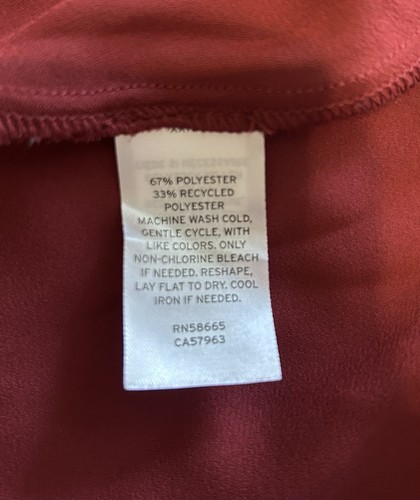 67% POLYESTER
33% RECYCLED
POLYESTER
MACHINE WASH COLD,
GENTLE CYCLE, WITH
LIKE COLORS. ONLY
NON-CHLORINE BLEACH
IF NEEDED. RESHAPE,
LAY FLAT TO DRY. COOL
IRON IF NEEDED.
RN58665
CA57963